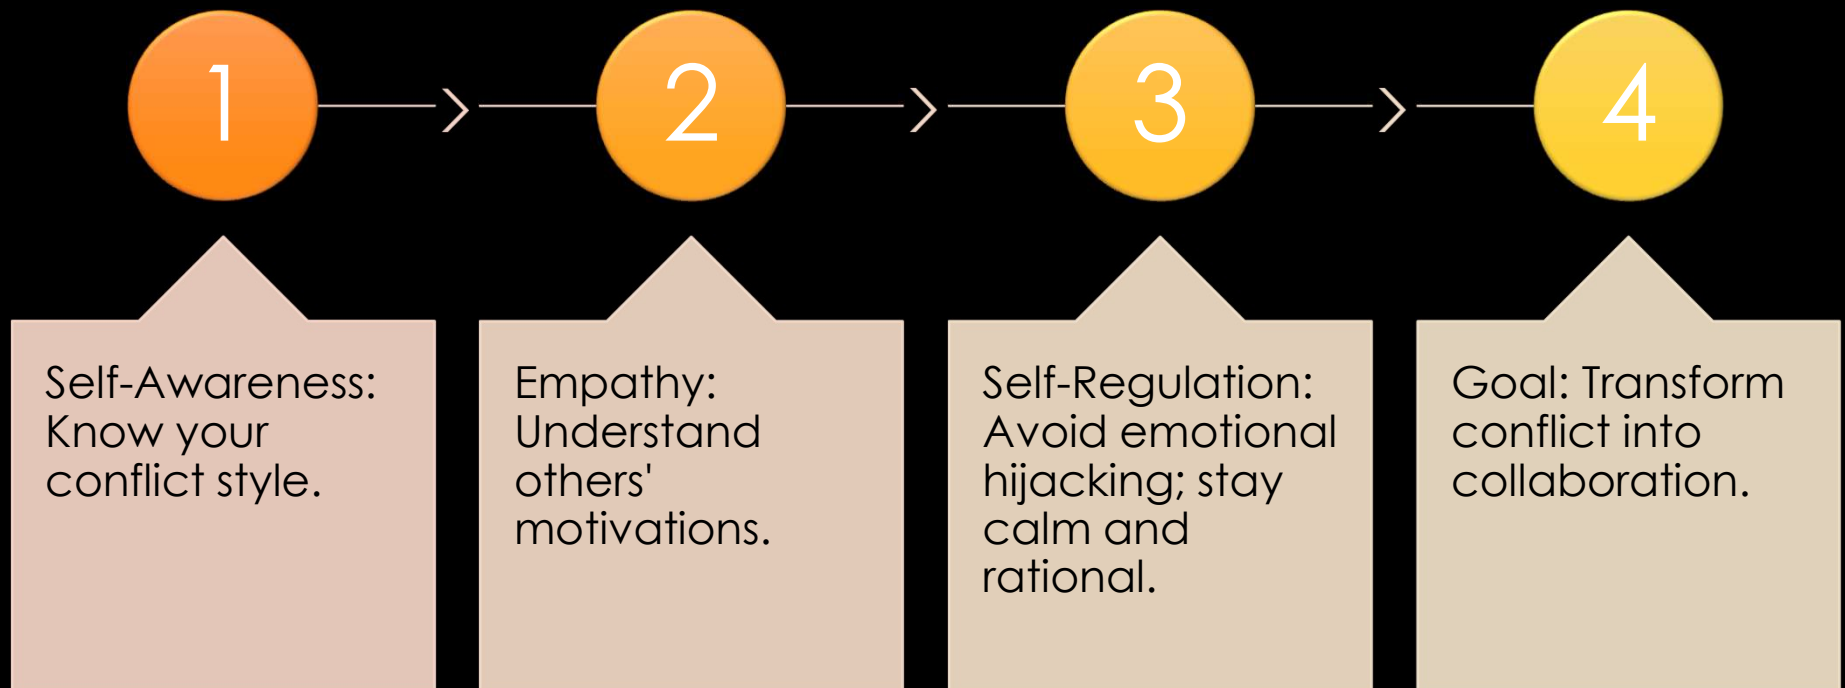 1
2
3
4
Self-Awareness:
Know your
conflict style.
Empathy:
Understand
others'
motivations.
Self-Regulation:
Avoid emotional
hijacking; stay
calm and
rational.
Goal: Transform
conflict into
collaboration.